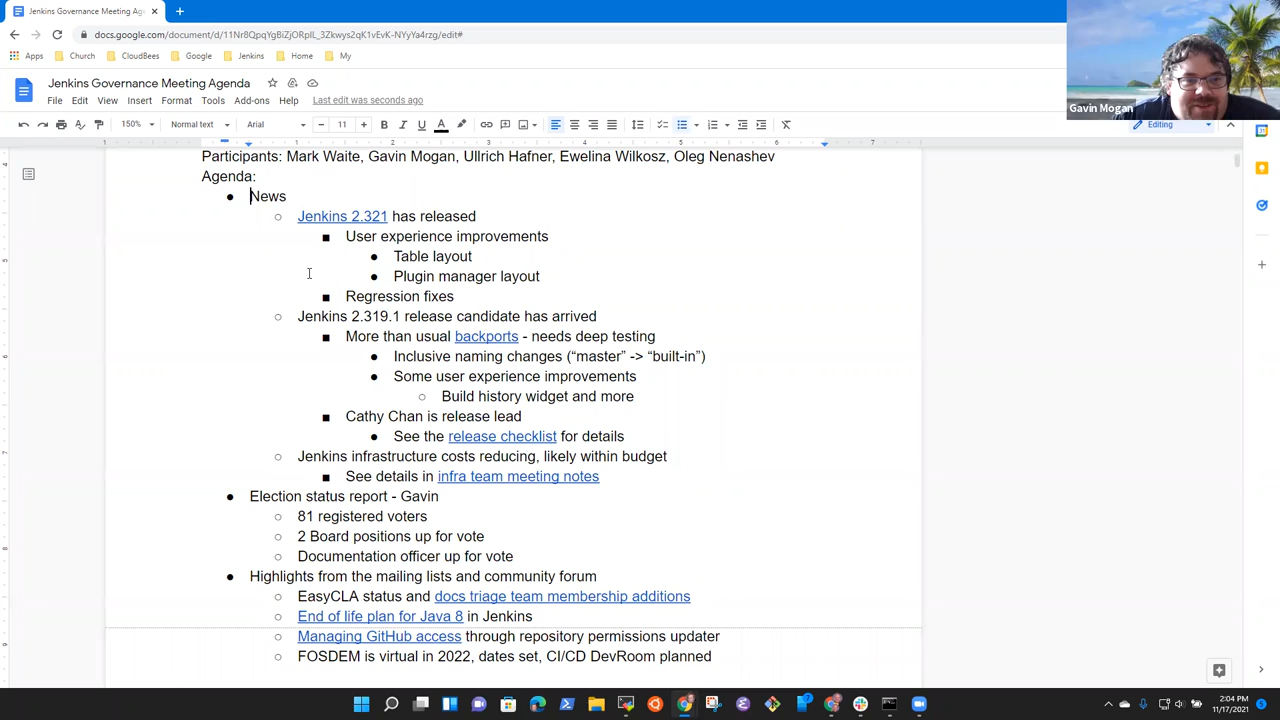 Jenkins Governance Meeting Ag
docs.google.com/document/d/11Nr8QpqYgBiZjORpIL_3Zkwys2qK1vEvK-NYyYa4rzg/edit#
Apps Church CloudBees Google Jenkins Home My
Jenkins Governance Meeting Agenda
File Edit View Insert Format Tools Add-ons Help Last edit was seconds ago
150% Normal text Arial 11 Editing
Gavin Mogan
1 1 2 3 4 5 6 7
Participants: Mark Waite, Gavin Mogan, Ullrich Hafner, Ewelina Wilkosz, Oleg Nenashev
Agenda:
● News
○ Jenkins 2.321 has released
■ User experience improvements
● Table layout
● Plugin manager layout
■ Regression fixes
○ Jenkins 2.319.1 release candidate has arrived
■ More than usual backports - needs deep testing
● Inclusive naming changes (“master” -> “built-in”)
● Some user experience improvements
○ Build history widget and more
■ Cathy Chan is release lead
● See the release checklist for details
○ Jenkins infrastructure costs reducing, likely within budget
■ See details in infra team meeting notes
● Election status report - Gavin
○ 81 registered voters
○ 2 Board positions up for vote
○ Documentation officer up for vote
● Highlights from the mailing lists and community forum
○ EasyCLA status and docs triage team membership additions
○ End of life plan for Java 8 in Jenkins
○ Managing GitHub access through repository permissions updater
○ FOSDEM is virtual in 2022, dates set, CI/CD DevRoom planned
2:04 PM
11/17/2021